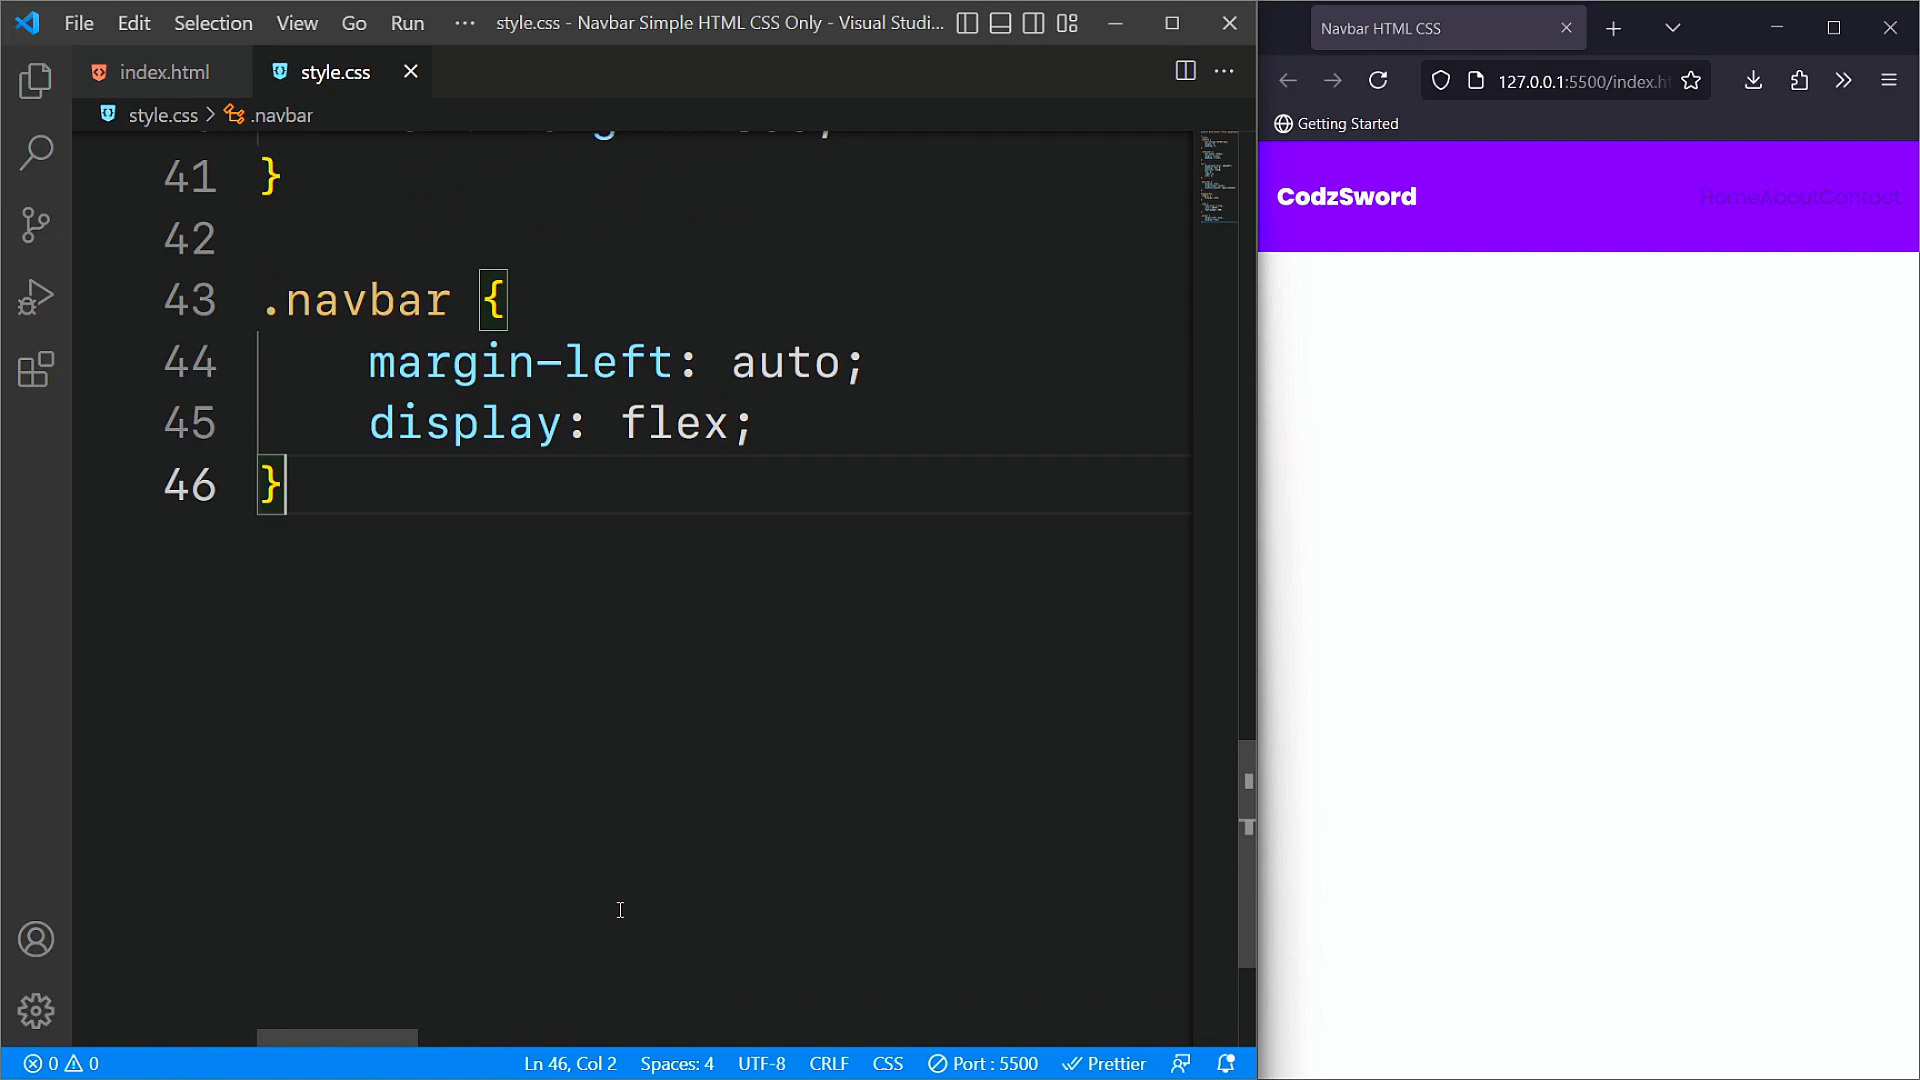 File Edit Selection View Go Run ··· style.css - Navbar Simple HTML CSS Only - Visual Studi...
index.html style.css
style.css > .navbar
41 }
42
43 .navbar {
44 margin-left: auto;
45 display: flex;
46 }
0 0 Ln 46, Col 2 Spaces: 4 UTF-8 CRLF CSS Port : 5500 Prettier
Navbar HTML CSS
127.0.0.1:5500/index.h
Getting Started
CodzSword HomeAboutContact